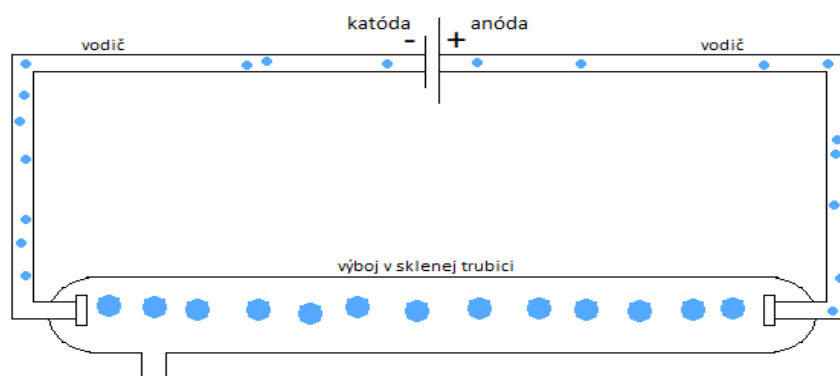 katóda - + anóda
vodič vodič
výboj v sklenej trubici